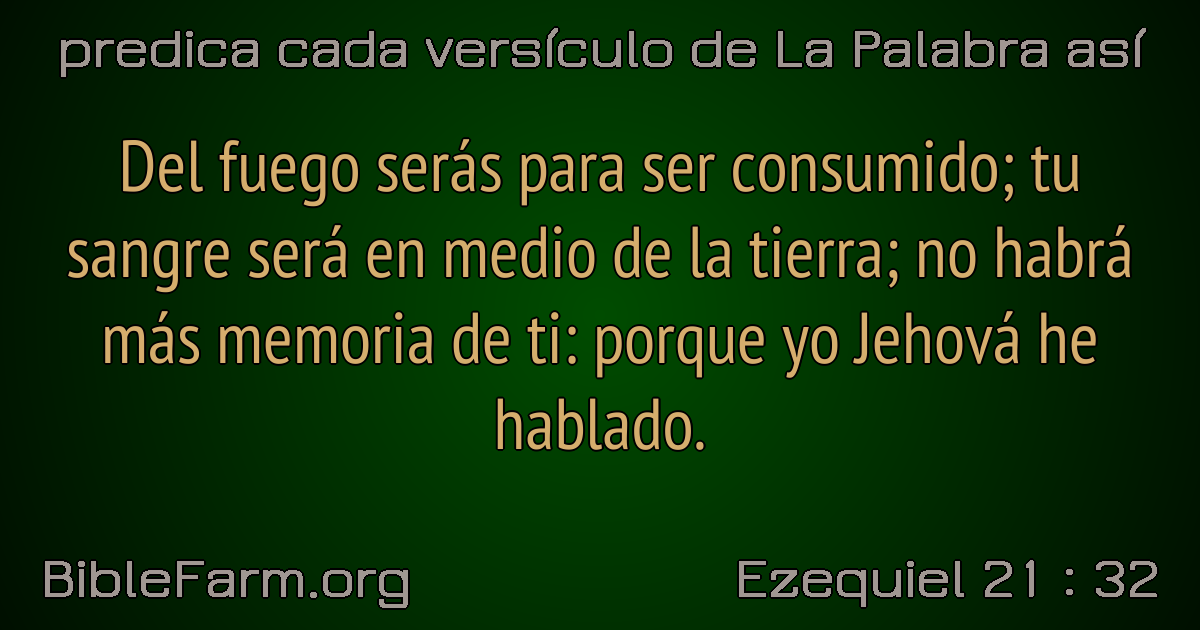 predica cada versículo de La Palabra así
Del fuego serás para ser consumido; tu
sangre será en medio de la tierra; no habrá
más memoria de ti: porque yo Jehová he
hablado.
BibleFarm.org
Ezequiel 21 : 32